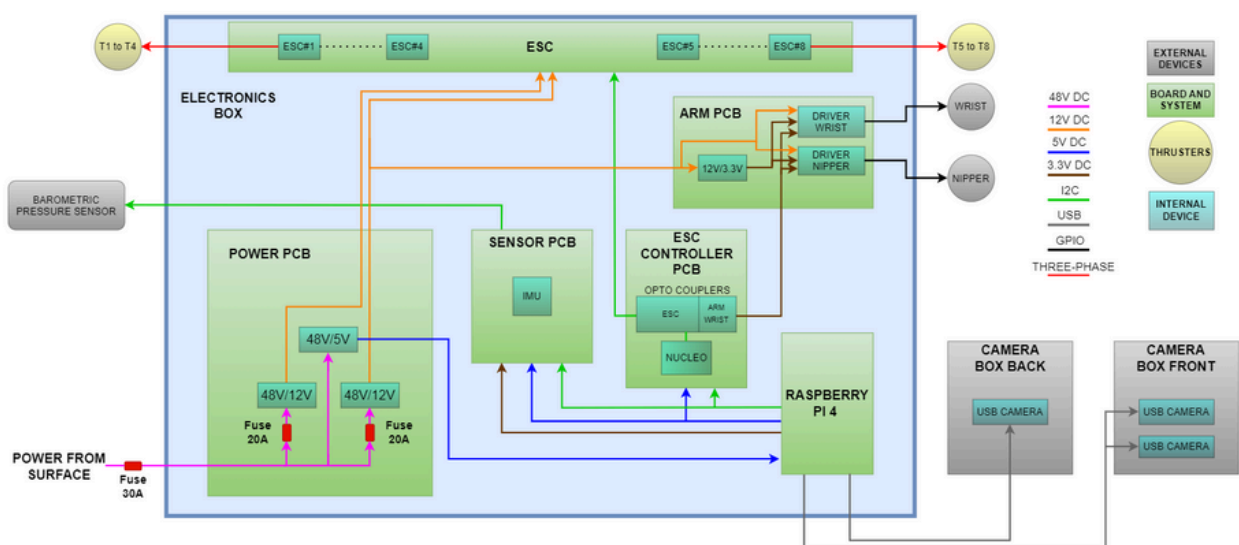 T1 to T4
ESC#1
ESC#4
ESC
ESC#5
ESC#8
T5 to T8
EXTERNAL
DEVICES
BOARD AND
SYSTEM
THRUSTERS
INTERNAL
DEVICE
48V DC
12V DC
5V DC
3.3V DC
I2C
USB
GPIO
THREE-PHASE
ELECTRONICS
BOX
ARM PCB
DRIVER
WRIST
12V/3.3V
DRIVER
NIPPER
WRIST
NIPPER
BAROMETRIC
PRESSURE SENSOR
POWER PCB
48V/5V
48V/12V
48V/12V
Fuse
20A
Fuse
20A
POWER FROM
SURFACE
Fuse
30A
SENSOR PCB
IMU
ESC
CONTROLLER
PCB
OPTO COUPLERS
ESC
ARM
WRIST
NUCLEO
RASPBERRY
PI 4
CAMERA
BOX BACK
USB CAMERA
CAMERA
BOX FRONT
USB CAMERA
USB CAMERA